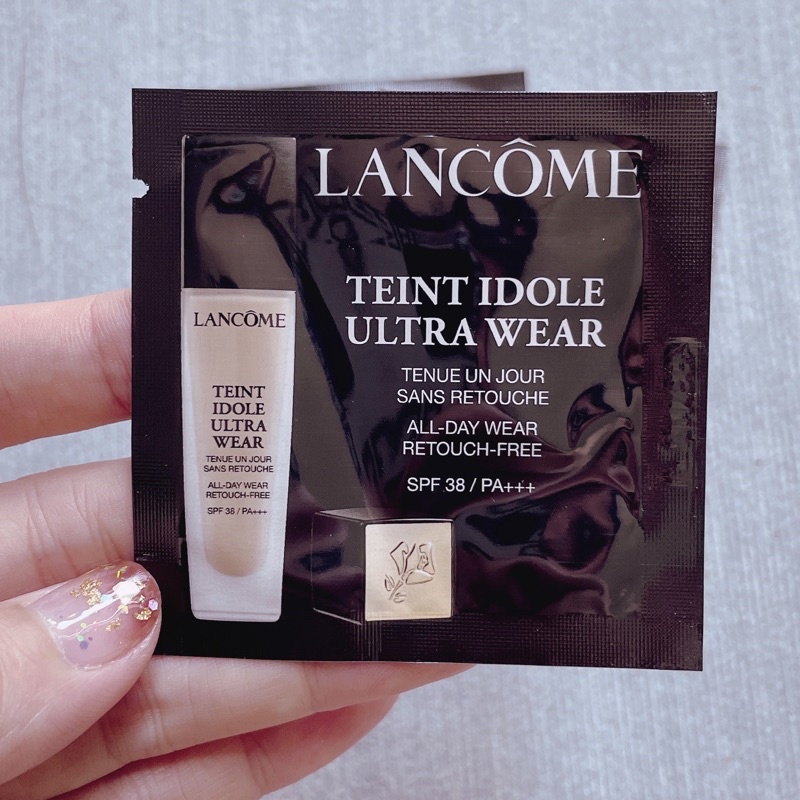 LANCÔME
TEINT IDOLE
ULTRA WEAR
TENUE UN JOUR
SANS RETOUCHE
ALL-DAY WEAR
RETOUCH-FREE
SPF 38 / PA+++
LANCÔME
TEINT
IDOLE
ULTRA
WEAR
TENUE UN JOUR
SANS RETOUCHE
ALL-DAY WEAR
RETOUCH-FREE
SPF 38 / PA+++